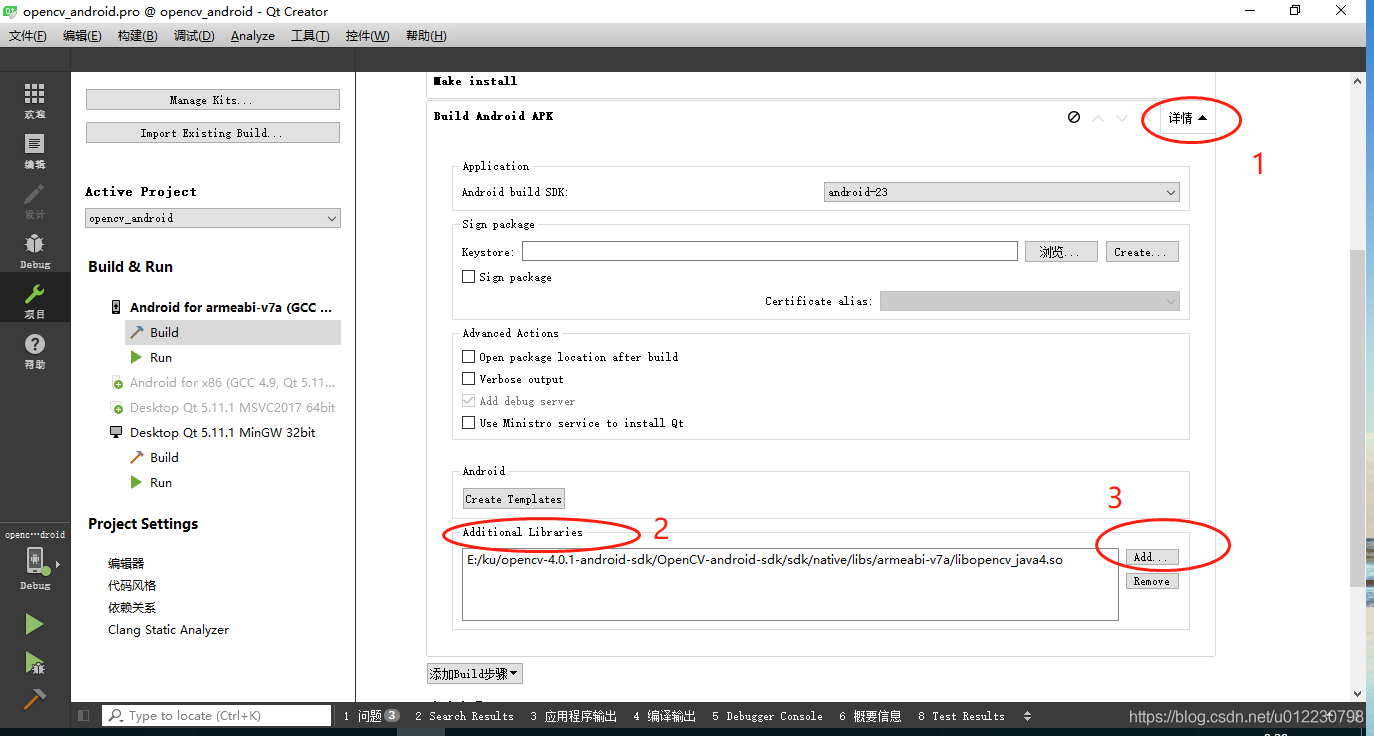 opencv_android.pro @ opencv_android - Qt Creator
文件(F) 编辑(E) 构建(B) 调试(D) Analyze 工具(T) 控件(W) 帮助(H)
欢迎
编辑
设计
Debug
项目
帮助
openc···droid
Debug
Manage Kits...
Import Existing Build...
Active Project
opencv_android
Build & Run
Android for armeabi-v7a (GCC ...
Build
Run
Android for x86 (GCC 4.9, Qt 5.11...
Desktop Qt 5.11.1 MSVC2017 64bit
Desktop Qt 5.11.1 MinGW 32bit
Build
Run
Project Settings
编辑器
代码风格
依赖关系
Clang Static Analyzer
Make install
Build Android APK
详情
1
Application
Android build SDK: android-23
Sign package
Keystore: 浏览... Create...
Sign package
Certificate alias:
Advanced Actions
Open package location after build
Verbose output
Add debug server
Use Ministro service to install Qt
Android
Create Templates
3
Additional Libraries 2
E:/ku/opencv-4.0.1-android-sdk/OpenCV-android-sdk/sdk/native/libs/armeabi-v7a/libopencv_java4.so
Add...
Remove
添加Build步骤
Type to locate (Ctrl+K) 1 问题 3 2 Search Results 3 应用程序输出 4 编译输出 5 Debugger Console 6 概要信息 8 Test Results
https://blog.csdn.net/u012230798